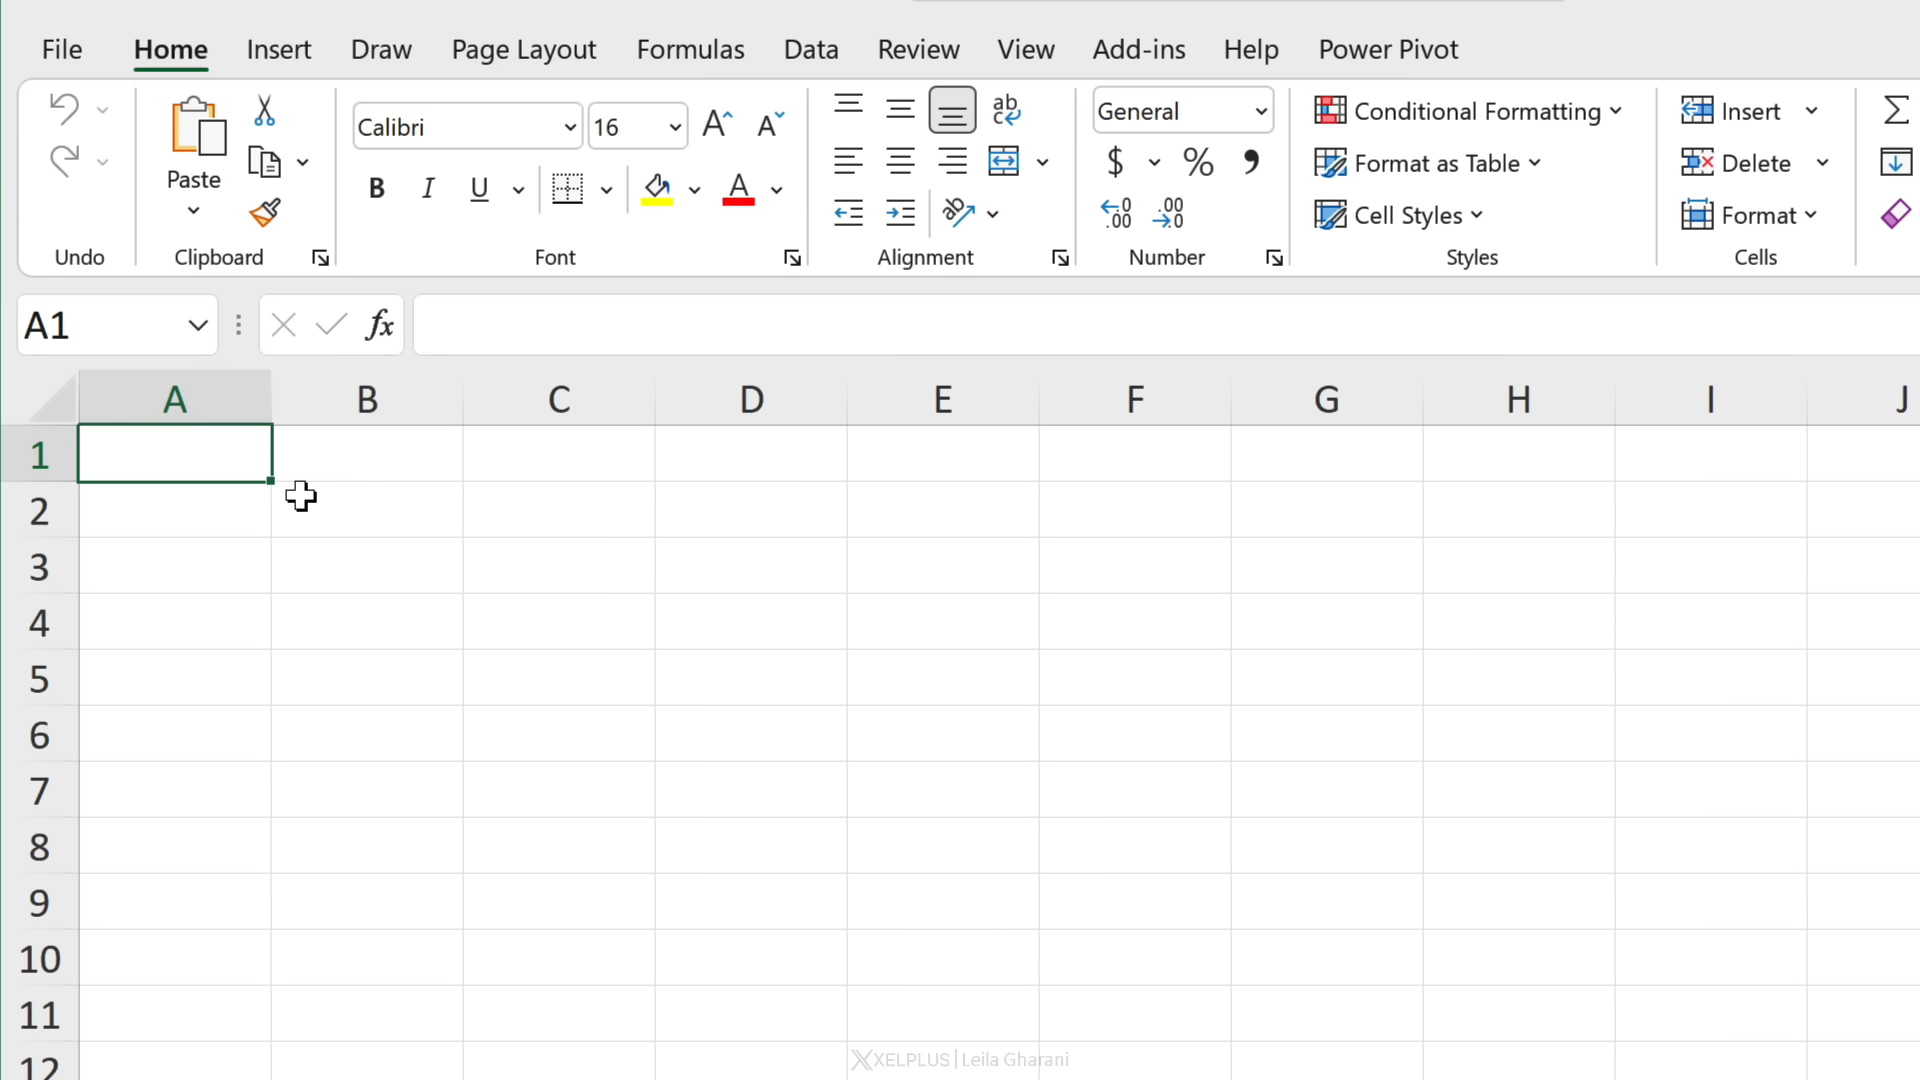 File Home Insert Draw Page Layout Formulas Data Review View Add-ins Help Power Pivot
Calibri 16 General Conditional Formatting Insert
Paste Format as Table Delete
B I U A $ % Cell Styles Format
Undo Clipboard Font Alignment Number Styles Cells
A1 fx
A B C D E F G H I J
1
2
3
4
5
6
7
8
9
10
11
12
XELPLUS | Leila Gharani